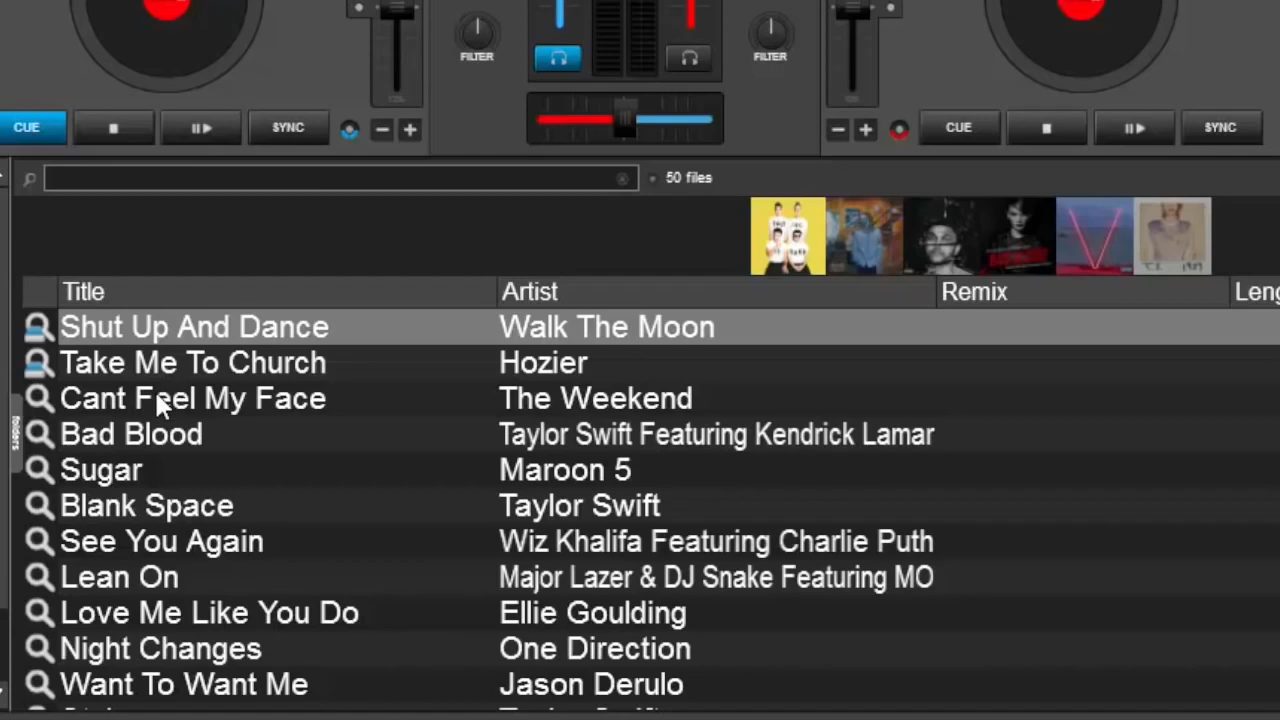 FILTER
FILTER
CUE
SYNC
CUE
SYNC
50 files
Title Artist Remix
Shut Up And Dance Walk The Moon
Take Me To Church Hozier
Cant Feel My Face The Weekend
folders
Bad Blood Taylor Swift Featuring Kendrick Lamar
Sugar Maroon 5
Blank Space Taylor Swift
See You Again Wiz Khalifa Featuring Charlie Puth
Lean On Major Lazer & DJ Snake Featuring MO
Love Me Like You Do Ellie Goulding
Night Changes One Direction
Want To Want Me Jason Derulo